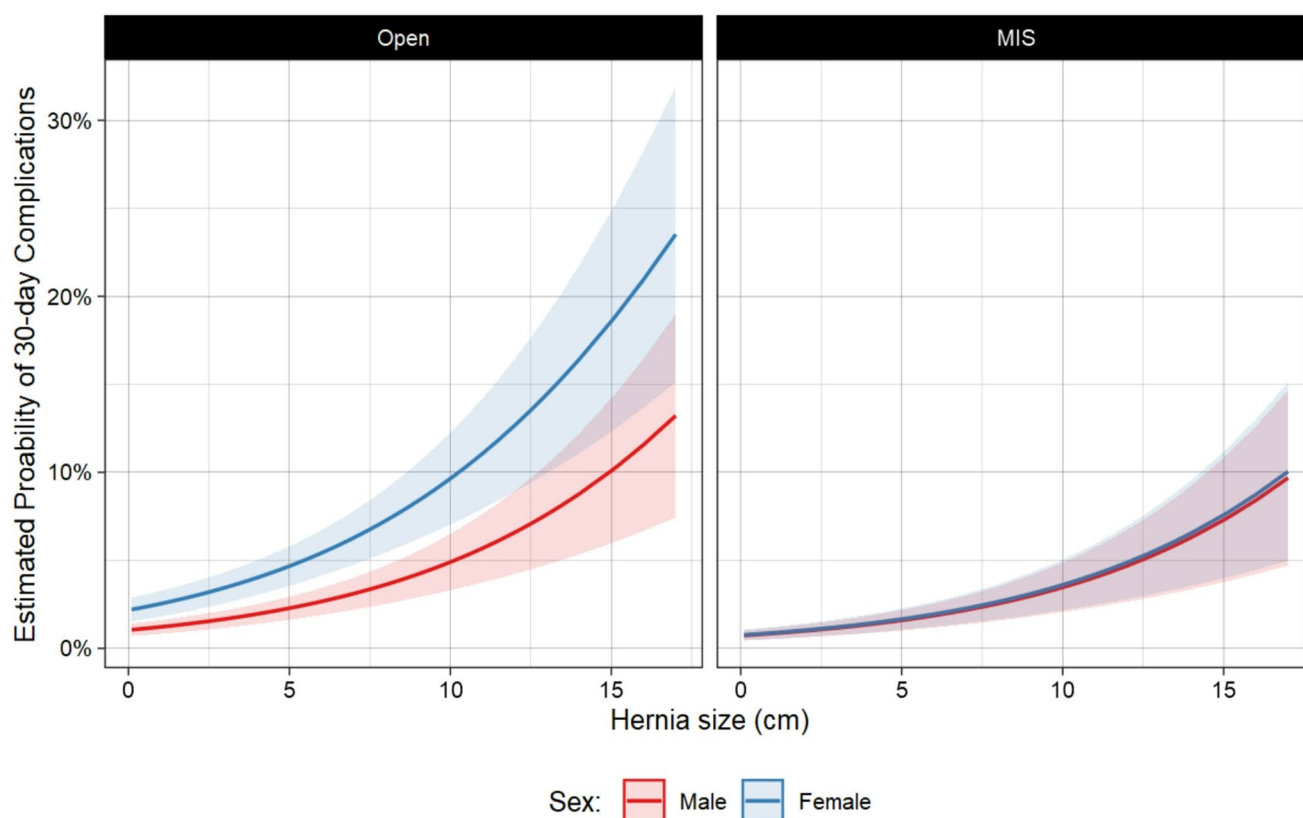 Open
MIS
Estimated Proability of 30-day Complications
30%
20%
10%
0%
0 5 10 15
0 5 10 15
Hernia size (cm)
Sex: Male Female